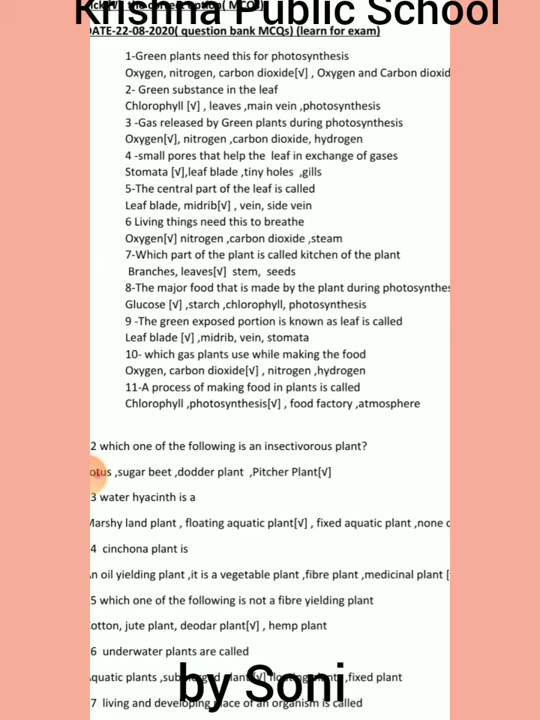 Krishna Public School
DATE-22-08-2020( question bank MCQs) (learn for exam)
1-Green plants need this for photosynthesis
Oxygen, nitrogen, carbon dioxide[√] , Oxygen and Carbon dioxid
2- Green substance in the leaf
Chlorophyll [√] , leaves ,main vein ,photosynthesis
3 -Gas released by Green plants during photosynthesis
Oxygen[√], nitrogen ,carbon dioxide, hydrogen
4 -small pores that help the leaf in exchange of gases
Stomata [√],leaf blade ,tiny holes ,gills
5-The central part of the leaf is called
Leaf blade, midrib[√] , vein, side vein
6 Living things need this to breathe
Oxygen[√] nitrogen ,carbon dioxide ,steam
7-Which part of the plant is called kitchen of the plant
Branches, leaves[√] stem, seeds
8-The major food that is made by the plant during photosynthes
Glucose [√] ,starch ,chlorophyll, photosynthesis
9 -The green exposed portion is known as leaf is called
Leaf blade [√] ,midrib, vein, stomata
10- which gas plants use while making the food
Oxygen, carbon dioxide[√] , nitrogen ,hydrogen
11-A process of making food in plants is called
Chlorophyll ,photosynthesis[√] , food factory ,atmosphere
2 which one of the following is an insectivorous plant?
otus ,sugar beet ,dodder plant ,Pitcher Plant[√]
3 water hyacinth is a
Marshy land plant , floating aquatic plant[√] , fixed aquatic plant ,none
4 cinchona plant is
n oil yielding plant ,it is a vegetable plant ,fibre plant ,medicinal plant [
5 which one of the following is not a fibre yielding plant
otton, jute plant, deodar plant[√] , hemp plant
6 underwater plants are called
quatic plants ,submerged plant[√] floating plants ,fixed plant
by Soni
7 living and developing place of an organism is called